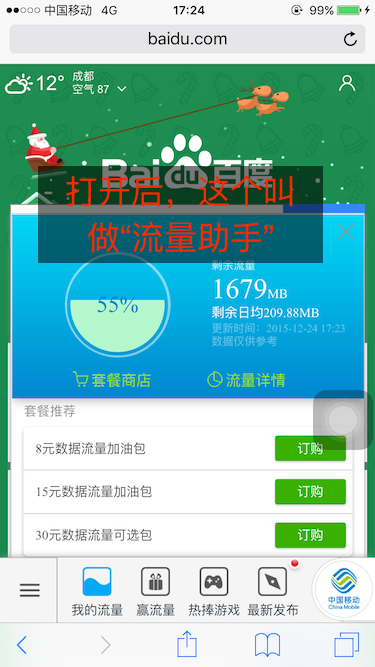 中国移动 4G 17:24 99%
baidu.com
12° 成都
空气 87
Bai du 百度
打开后，这个叫
做“流量助手”
剩余流量
55%
1679MB
剩余日均209.88MB
更新时间：2015-12-24 17:23
数据仅供参考
套餐商店 流量详情
套餐推荐
8元数据流量加油包 订购
15元数据流量加油包 订购
30元数据流量可选包 订购
我的流量 赢流量 热捧游戏 最新发布
中国移动
China Mobile